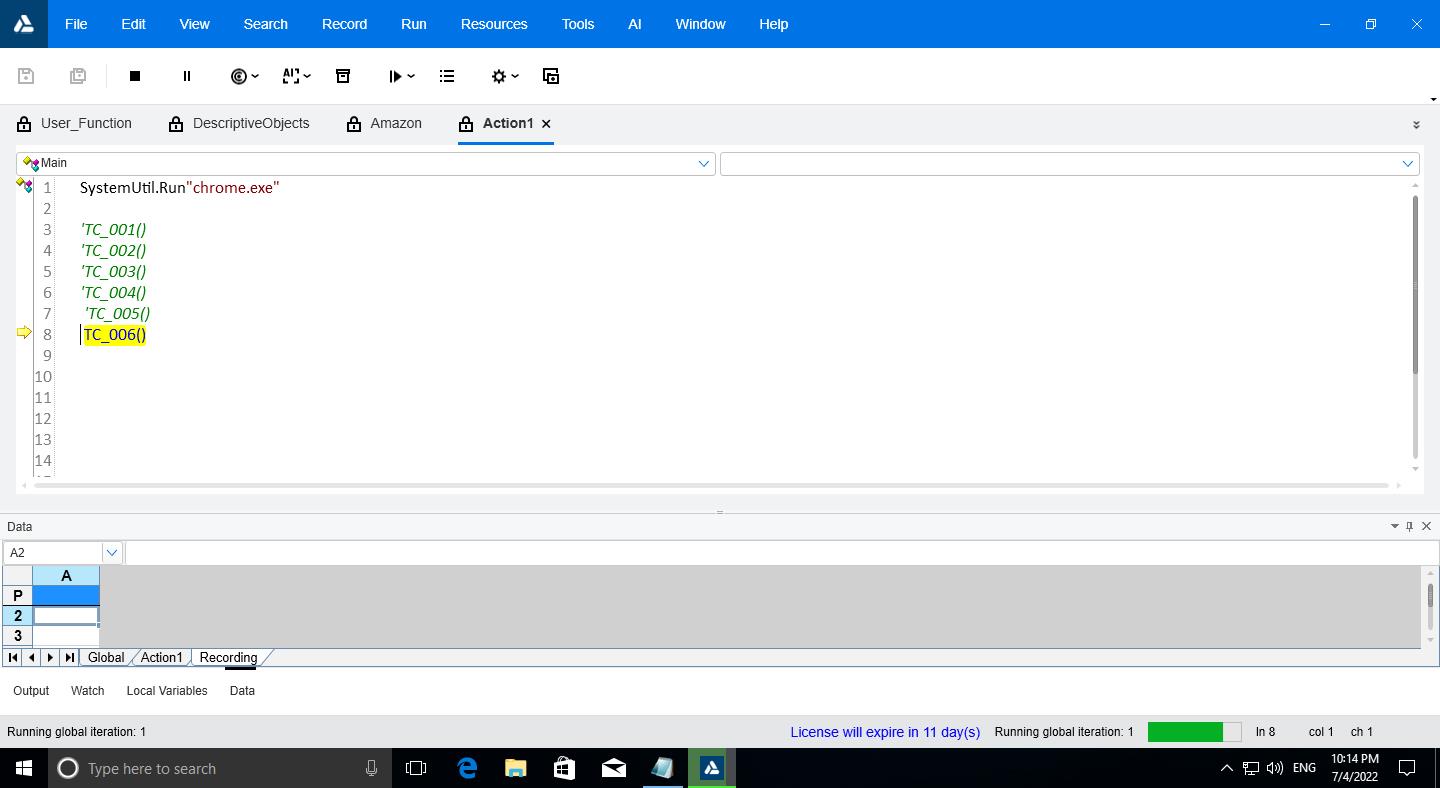 File Edit View Search Record Run Resources Tools AI Window Help
AI
User_Function DescriptiveObjects Amazon Action1
Main
1 SystemUtil.Run"chrome.exe"
2
3 'TC_001()
4 'TC_002()
5 'TC_003()
6 'TC_004()
7 'TC_005()
8 TC_006()
9
10
11
12
13
14
Data
A2
A
P
2
3
Global Action1 Recording
Output Watch Local Variables Data
Running global iteration: 1 License will expire in 11 day(s) Running global iteration: 1 ln 8 col 1 ch 1
Type here to search ENG 10:14 PM
7/4/2022